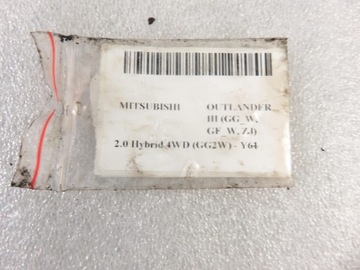 MITSUBISHI OUTLANDER
III (GG_W,
GF_W, ZJ)
2.0 Hybrid 4WD (GG2W) - Y64